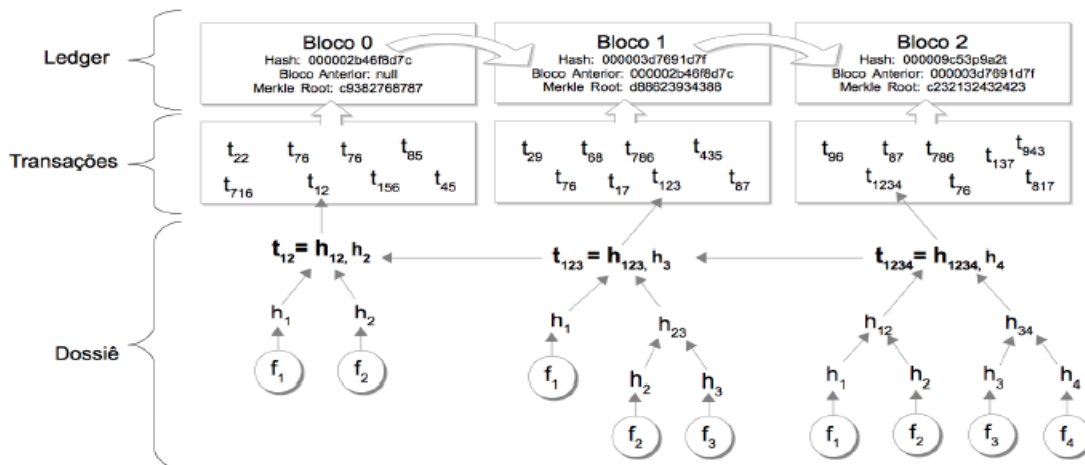 Ledger
Bloco 0
Hash: 000002b46f8d7c
Bloco Anterior: null
Merkle Root: c9382768787
Bloco 1
Hash: 000003d7691d7f
Bloco Anterior: 000002b46f8d7c
Merkle Root: d88623934388
Bloco 2
Hash: 000009c53p9a2t
Bloco Anterior: 000003d7691d7f
Merkle Root: c232132432423
Transações
t22 t76 t76 t85
t716 t12 t156 t45
t29 t68 t786 t435
t76 t17 t123 t87
t96 t87 t786 t137 t943
t1234 t76 t817
Dossiê
t12 = h12, h2
t123 = h123, h3
t1234 = h1234, h4
h1 h2
f1 f2
h1 h23
f1 h2 h3
f2 f3
h12 h34
h1 h2 h3 h4
f1 f2 f3 f4